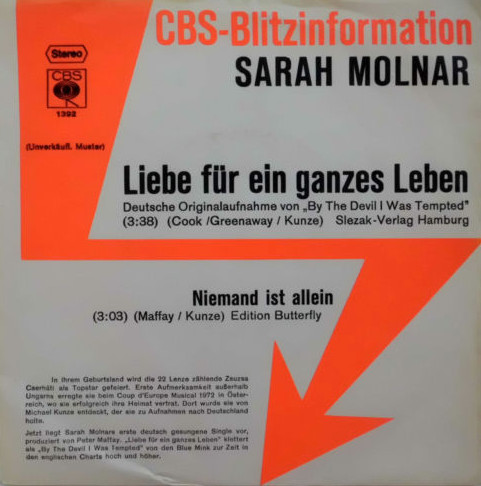 CBS-Blitzinformation
Stereo
SARAH MOLNAR
CBS
1392
(Unverkäufl. Muster)
Liebe für ein ganzes Leben
Deutsche Originalaufnahme von „By The Devil I Was Tempted"
(3:38) (Cook /Greenaway / Kunze) Slezak-Verlag Hamburg
Niemand ist allein
(3:03) (Maffay / Kunze) Edition Butterfly
In ihrem Geburtsland wird die 22 Lenze zählende Zsuzsa
Cserháti als Topstar gefeiert. Erste Aufmerksamkeit außerhalb
Ungarns erregte sie beim Coup d'Europe Musical 1972 in Öster-
reich, wo sie erfolgreich ihre Heimat vertrat. Dort wurde sie von
Michael Kunze entdeckt, der sie zu Aufnahmen nach Deutschland
holte.
Jetzt liegt Sarah Molnars erste deutsch gesungene Single vor,
produziert von Peter Maffay. „Liebe für ein ganzes Leben" klettert
als „By The Devil I Was Tempted" von den Blue Mink zur Zeit in
den englischen Charts hoch und höher.